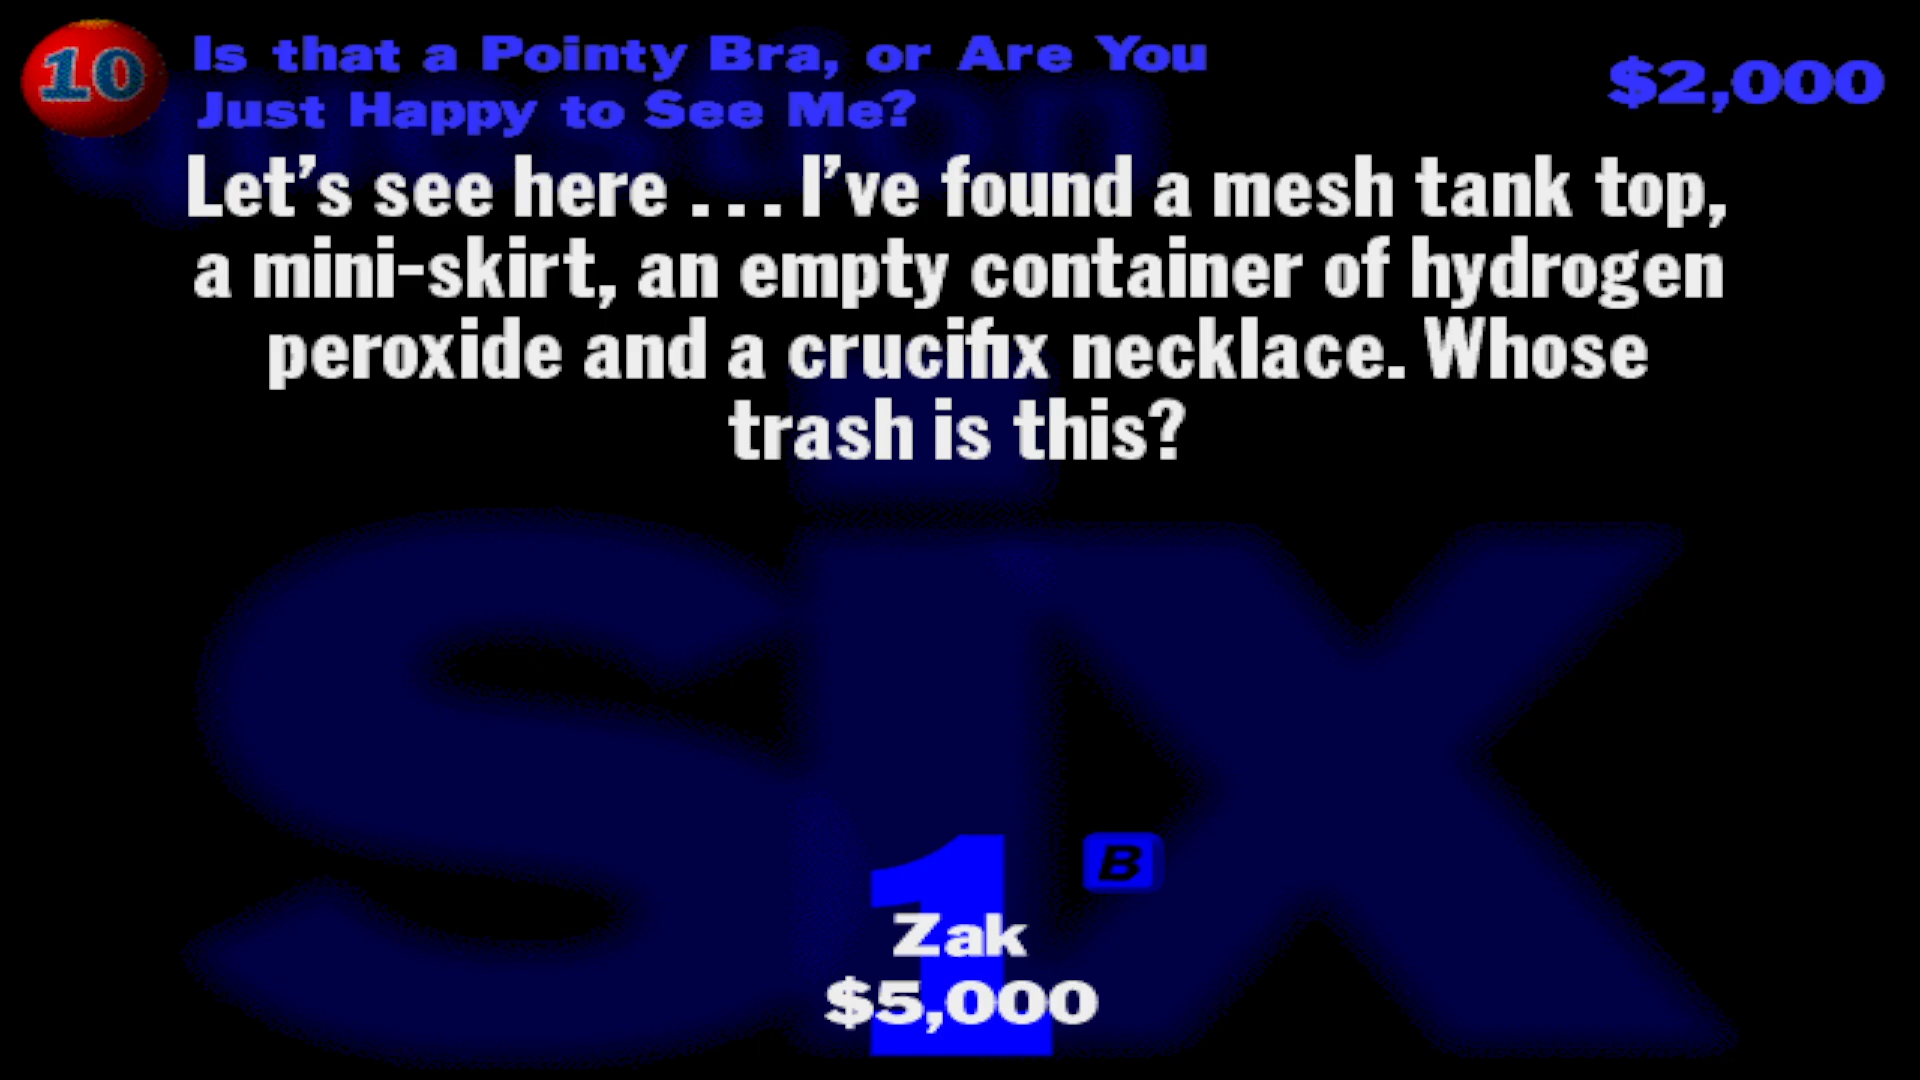 10
Is that a Pointy Bra, or Are You
Just Happy to See Me?
$2,000
Let's see here . . . I've found a mesh tank top,
a mini-skirt, an empty container of hydrogen
peroxide and a crucifix necklace. Whose
trash is this?
question
six
1
B
Zak
$5,000